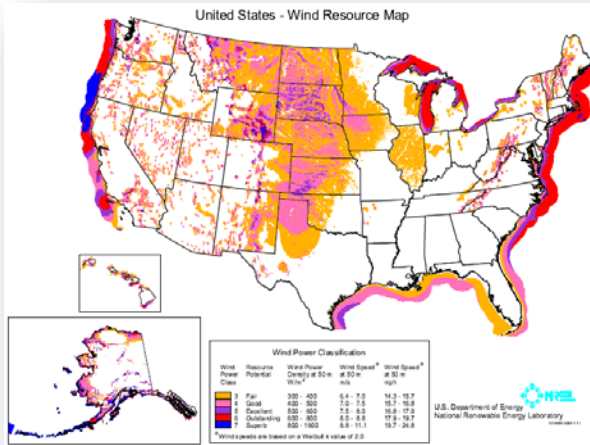 United States - Wind Resource Map
Wind Power Classification
Wind Resource Wind Power Wind Speed a Wind Speed a
Power Potential Density at 50 m at 50 m at 50 m
Class W/m² m/s mph
3 Fair 300 - 400 6.4 - 7.0 14.3 - 15.7
4 Good 400 - 500 7.0 - 7.5 15.7 - 16.8
5 Excellent 500 - 600 7.5 - 8.0 16.8 - 17.9
6 Outstanding 600 - 800 8.0 - 8.8 17.9 - 19.7
7 Superb 800 - 1600 8.8 - 11.1 19.7 - 24.8
a Wind speeds are based on a Weibull k value of 2.0
NREL
U.S. Department of Energy
National Renewable Energy Laboratory